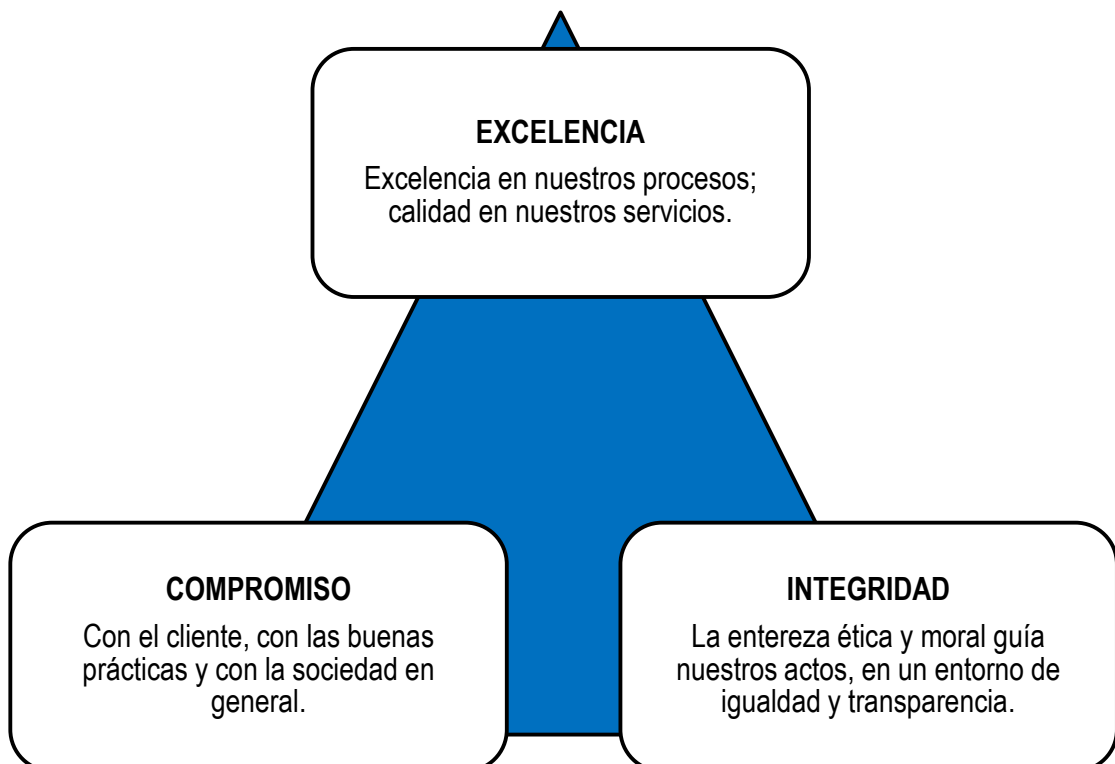 EXCELENCIA
Excelencia en nuestros procesos;
calidad en nuestros servicios.
COMPROMISO
Con el cliente, con las buenas
prácticas y con la sociedad en
general.
INTEGRIDAD
La entereza ética y moral guía
nuestros actos, en un entorno de
igualdad y transparencia.